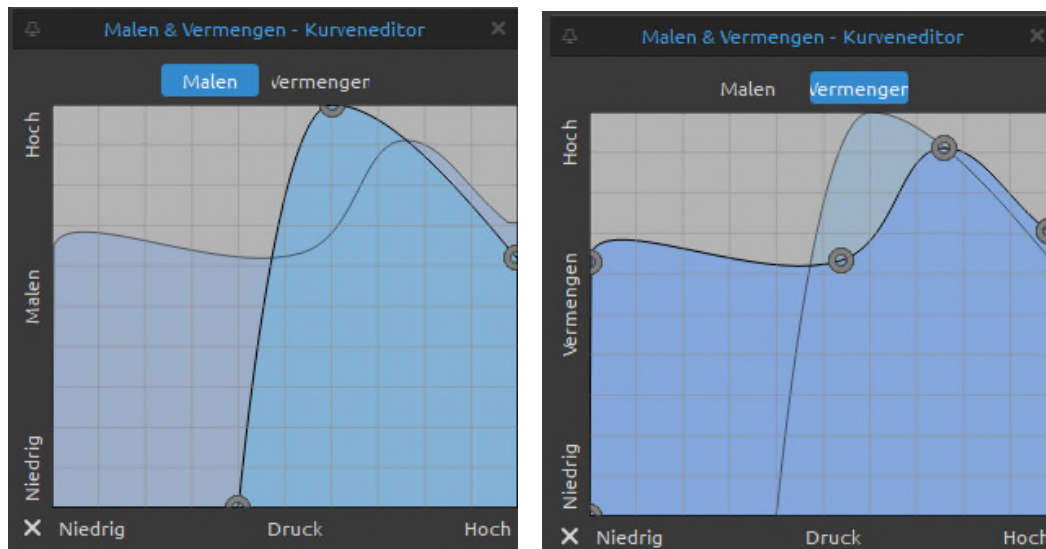 Malen & Vermengen - Kurveneditor
Malen Vermengen
Hoch
Malen
Niedrig
Niedrig Druck Hoch
Malen & Vermengen - Kurveneditor
Malen Vermengen
Hoch
Vermengen
Niedrig
Niedrig Druck Hoch